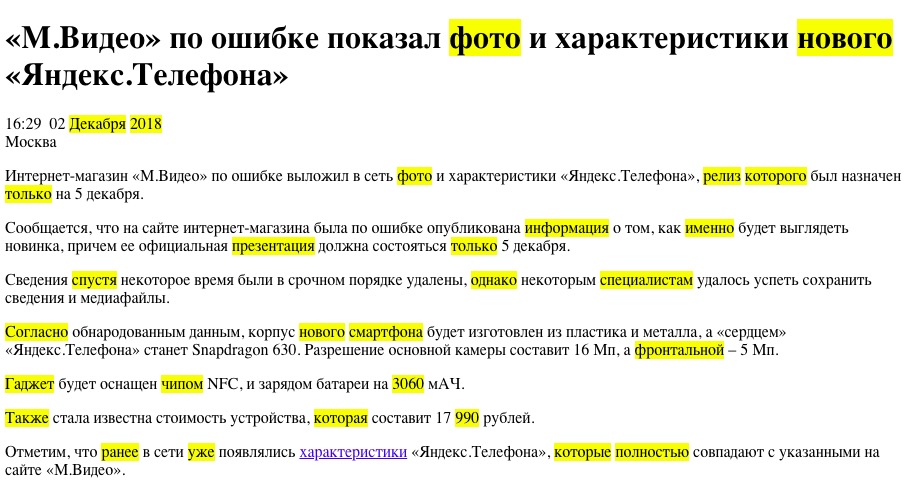 «М.Видео» по ошибке показал фото и характеристики нового
«Яндекс.Телефона»
16:29 02 Декабря 2018
Москва
Интернет-магазин «М.Видео» по ошибке выложил в сеть фото и характеристики «Яндекс.Телефона», релиз которого был назначен
только на 5 декабря.
Сообщается, что на сайте интернет-магазина была по ошибке опубликована информация о том, как именно будет выглядеть
новинка, причем ее официальная презентация должна состояться только 5 декабря.
Сведения спустя некоторое время были в срочном порядке удалены, однако некоторым специалистам удалось успеть сохранить
сведения и медиафайлы.
Согласно обнародованным данным, корпус нового смартфона будет изготовлен из пластика и металла, а «сердцем»
«Яндекс.Телефона» станет Snapdragon 630. Разрешение основной камеры составит 16 Мп, а фронтальной – 5 Мп.
Гаджет будет оснащен чипом NFC, и зарядом батареи на 3060 мАЧ.
Также стала известна стоимость устройства, которая составит 17 990 рублей.
Отметим, что ранее в сети уже появлялись характеристики «Яндекс.Телефона», которые полностью совпадают с указанными на
сайте «М.Видео».